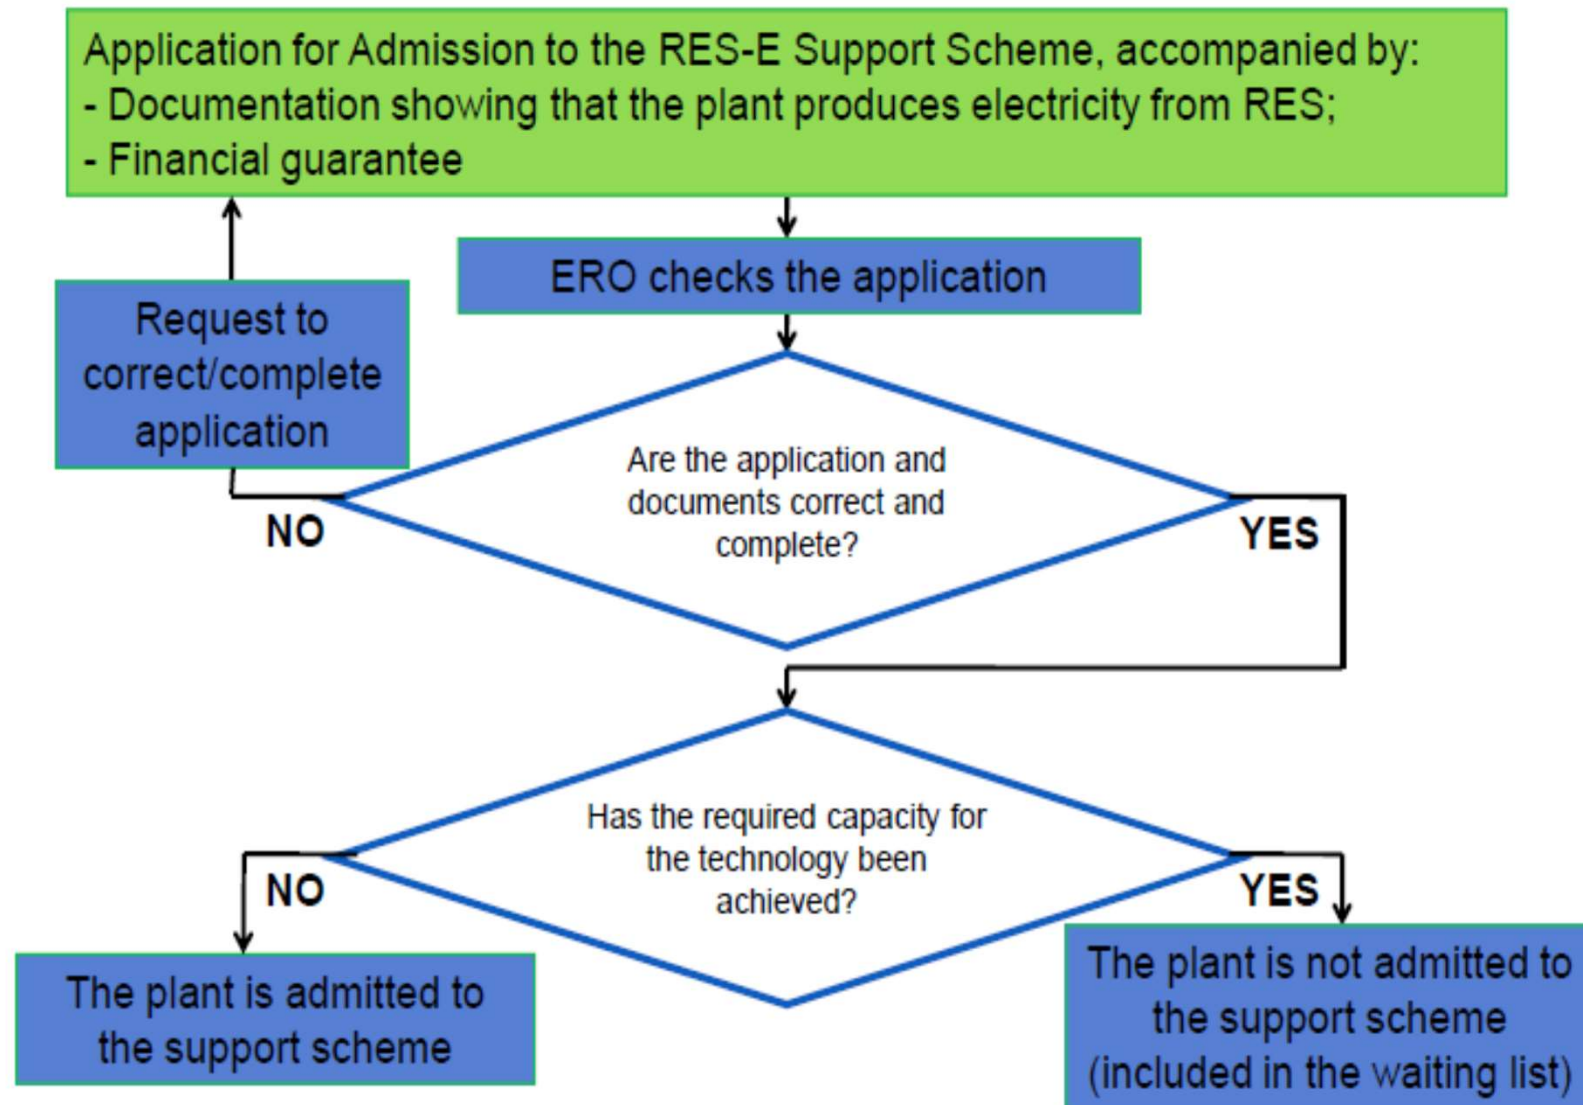 Application for Admission to the RES-E Support Scheme, accompanied by:
- Documentation showing that the plant produces electricity from RES;
- Financial guarantee
ERO checks the application
Request to
correct/complete
application
Are the application and
documents correct and
complete?
NO
YES
Has the required capacity for
the technology been
achieved?
NO
YES
The plant is admitted to
the support scheme
The plant is not admitted to
the support scheme
(included in the waiting list)